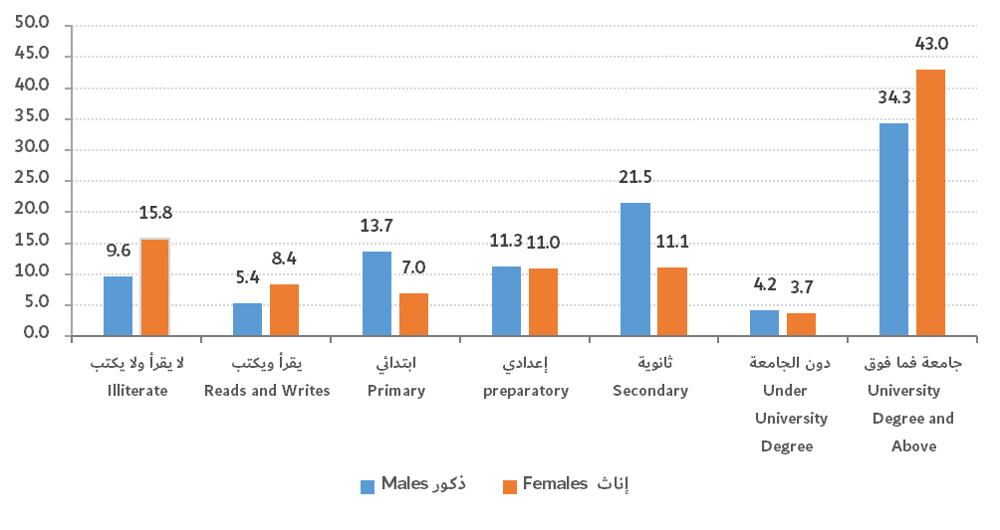 50.0
45.0
40.0
35.0
30.0
25.0
20.0
15.0
10.0
5.0
0.0
9.6
15.8
5.4
8.4
13.7
7.0
11.3
11.0
21.5
11.1
4.2
3.7
34.3
43.0
لا يقرأ ولا يكتب
Illiterate
يقرأ ويكتب
Reads and Writes
ابتدائي
Primary
إعدادي
preparatory
ثانوية
Secondary
دون الجامعة
Under
University
Degree
جامعة فما فوق
University
Degree and
Above
Males ذكور
Females إناث